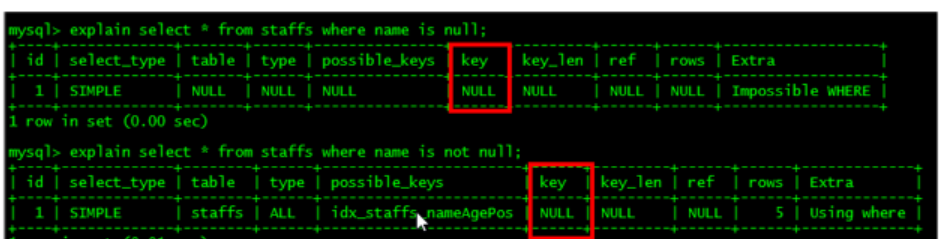 mysql> explain select * from staffs where name is null;
| id | select_type | table | type | possible_keys | key | key_len | ref | rows | Extra |
| 1 | SIMPLE | NULL | NULL | NULL | NULL | NULL | NULL | NULL | Impossible WHERE |
1 row in set (0.00 sec)
mysql> explain select * from staffs where name is not null;
| id | select_type | table | type | possible_keys | key | key_len | ref | rows | Extra |
| 1 | SIMPLE | staffs | ALL | idx_staffs_nameAgePos | NULL | NULL | NULL | 5 | Using where |